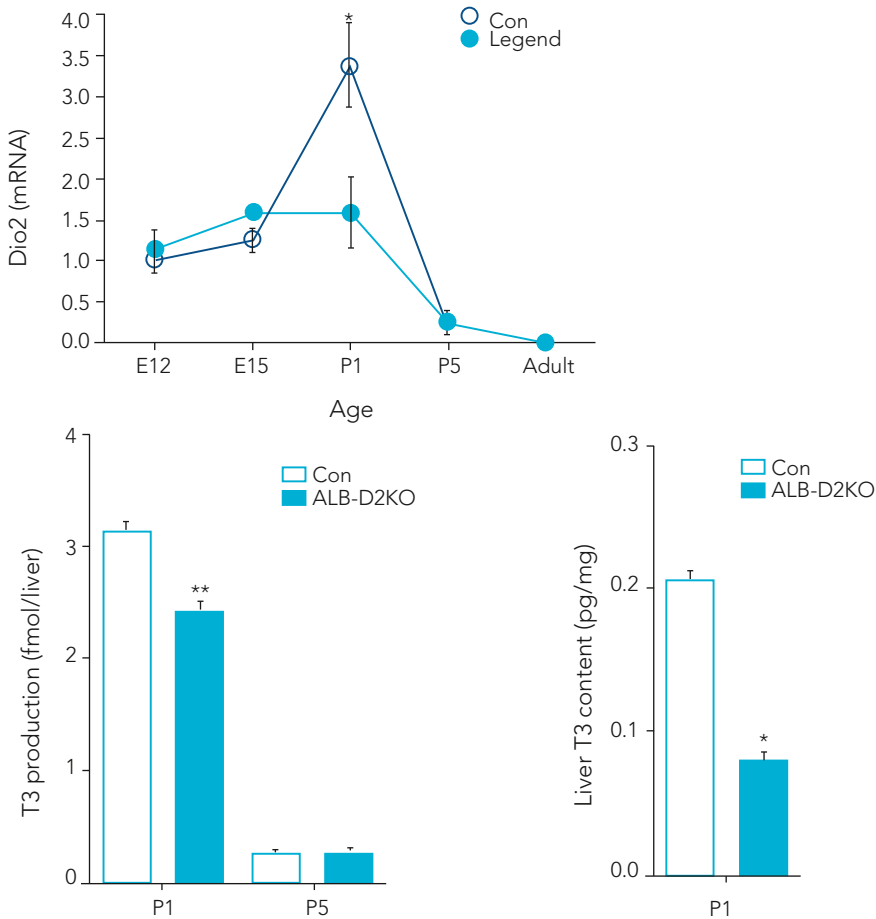 4.0
3.5
3.0
2.5
2.0
1.5
1.0
0.5
0.0
Dio2 (mRNA)
*
Con
Legend
E12 E15 P1 P5 Adult
Age
4
3
2
1
0
T3 production (fmol/liver)
Con
ALB-D2KO
**
P1 P5
0.3
0.2
0.1
0.0
Liver T3 content (pg/mg)
Con
ALB-D2KO
*
P1